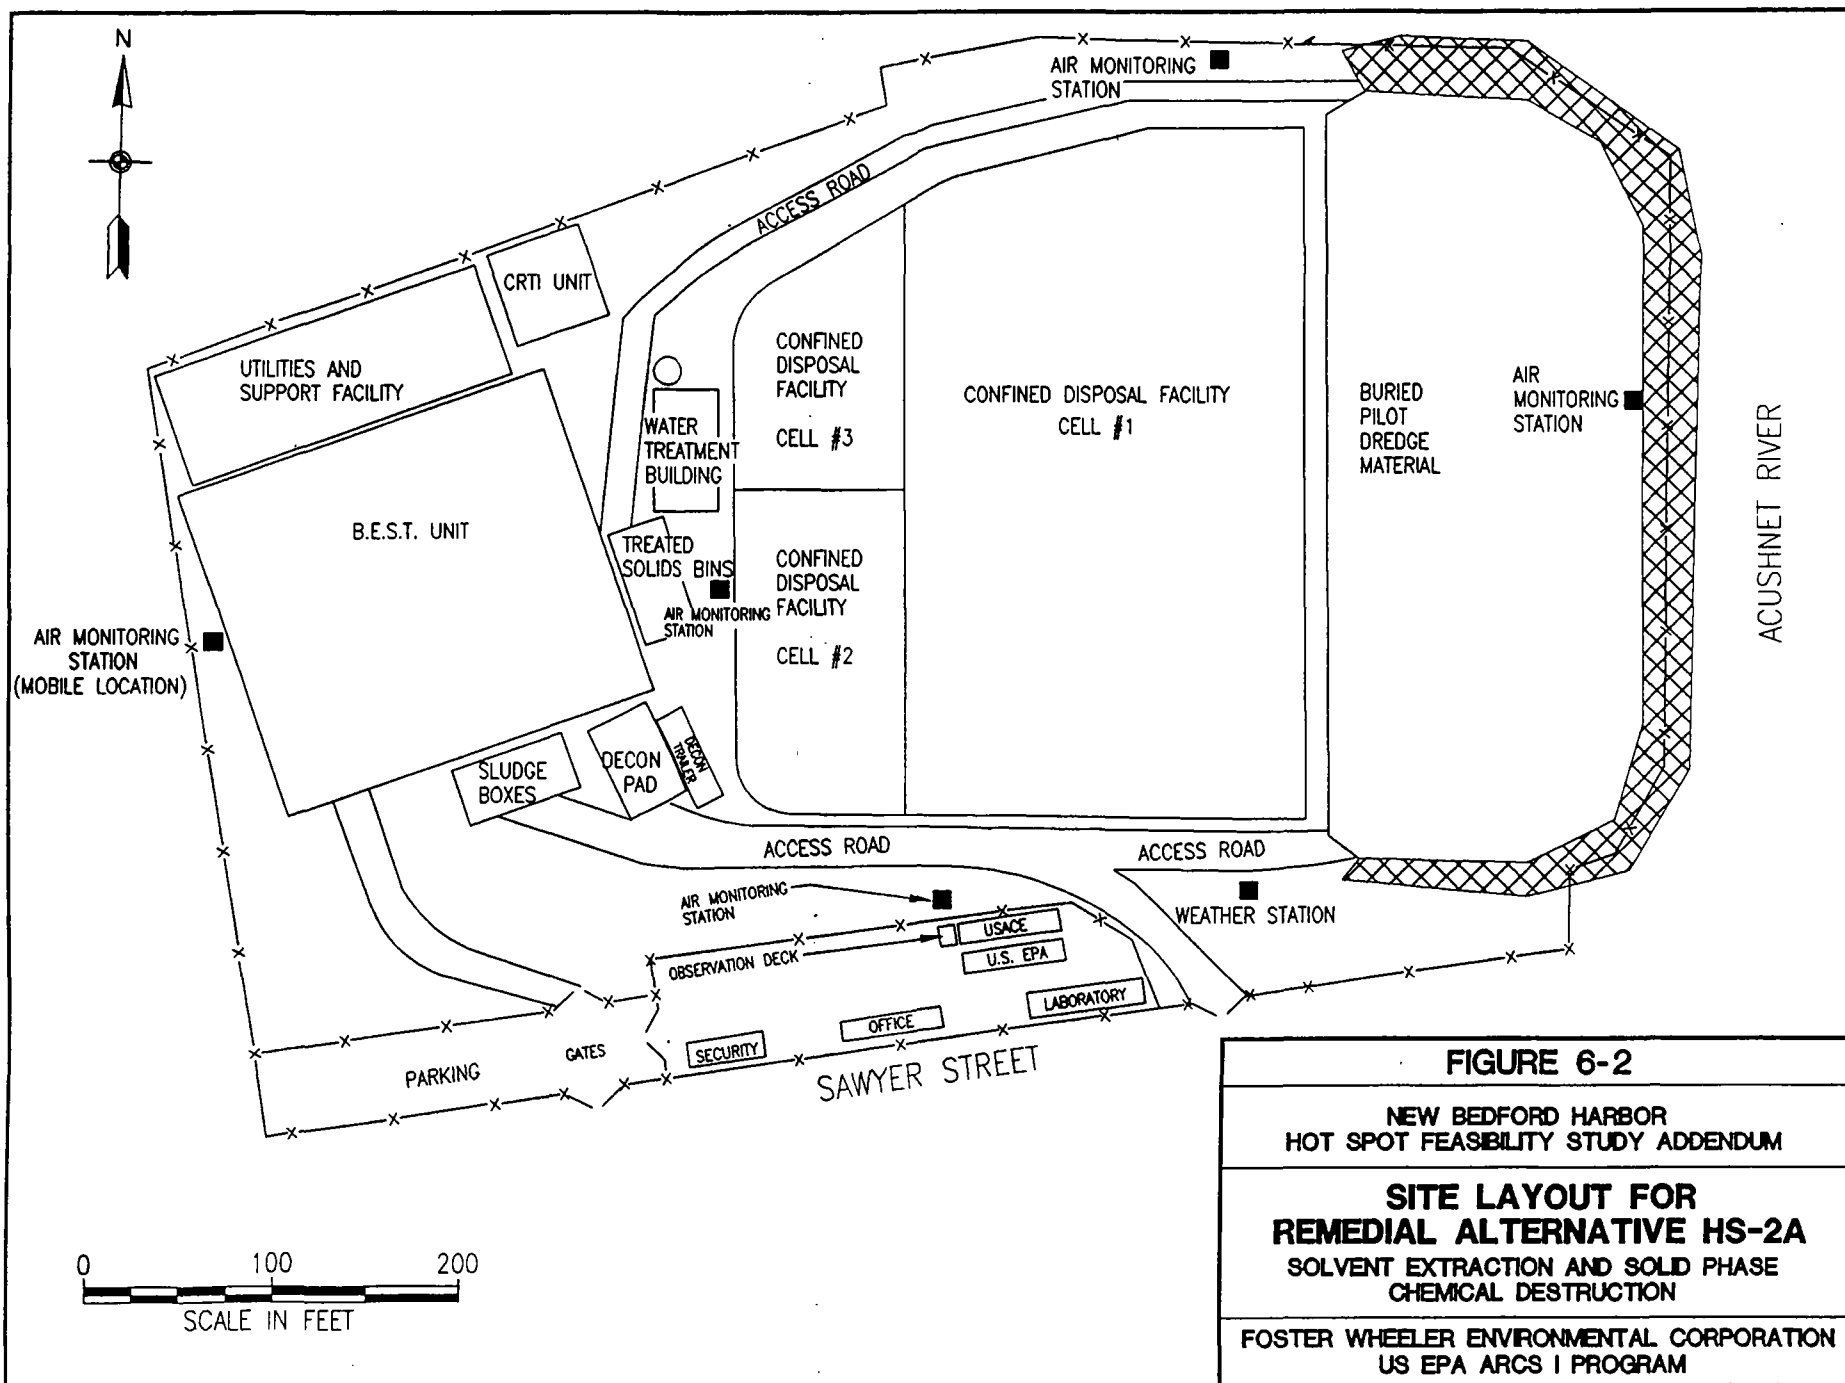 N
AIR MONITORING
STATION
ACCESS ROAD
CRTI UNIT
UTILITIES AND
SUPPORT FACILITY
CONFINED
DISPOSAL
FACILITY
CELL #3
CONFINED DISPOSAL FACILITY
CELL #1
BURIED
PILOT
DREDGE
MATERIAL
AIR
MONITORING
STATION
ACUSHNET RIVER
WATER
TREATMENT
BUILDING
B.E.S.T. UNIT
TREATED
SOLIDS BINS
AIR MONITORING
STATION
CONFINED
DISPOSAL
FACILITY
CELL #2
AIR MONITORING
STATION
(MOBILE LOCATION)
SLUDGE
BOXES
DECON
PAD
DECON
TRAILER
ACCESS ROAD
ACCESS ROAD
AIR MONITORING
STATION
WEATHER STATION
OBSERVATION DECK
USACE
U.S. EPA
LABORATORY
OFFICE
SECURITY
GATES
PARKING
SAWYER STREET
0 100 200
SCALE IN FEET
FIGURE 6-2
NEW BEDFORD HARBOR
HOT SPOT FEASIBILITY STUDY ADDENDUM
SITE LAYOUT FOR
REMEDIAL ALTERNATIVE HS-2A
SOLVENT EXTRACTION AND SOLID PHASE
CHEMICAL DESTRUCTION
FOSTER WHEELER ENVIRONMENTAL CORPORATION
US EPA ARCS I PROGRAM